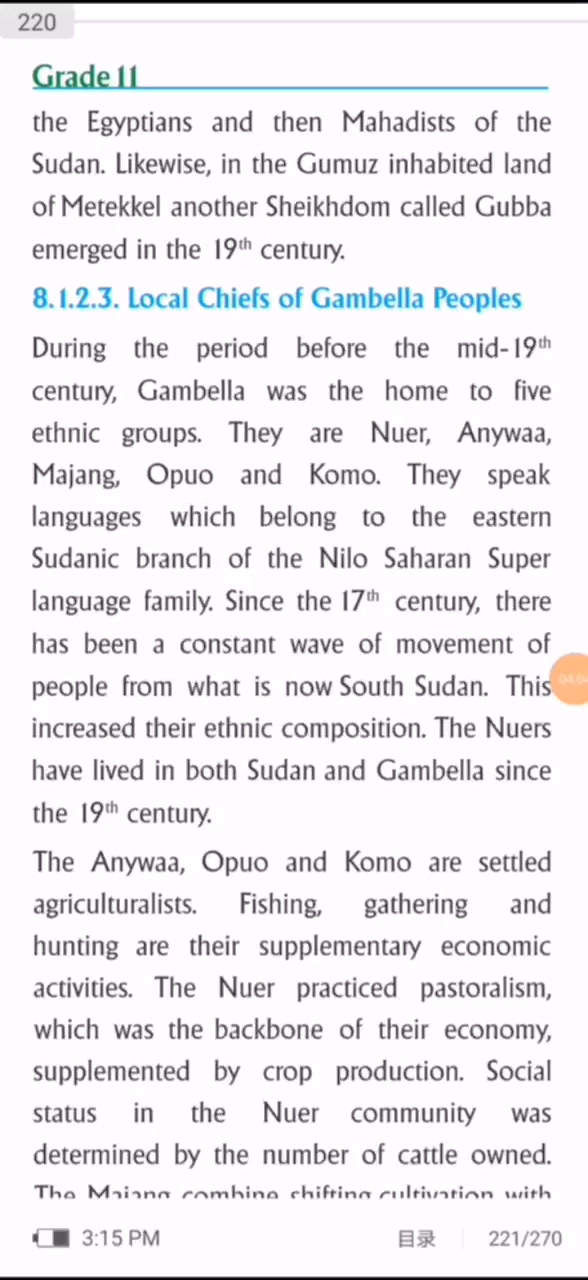 220
Grade 11
the Egyptians and then Mahadists of the
Sudan. Likewise, in the Gumuz inhabited land
of Metekkel another Sheikhdom called Gubba
emerged in the 19th century.
8.1.2.3. Local Chiefs of Gambella Peoples
During the period before the mid-19th
century, Gambella was the home to five
ethnic groups. They are Nuer, Anywaa,
Majang, Opuo and Komo. They speak
languages which belong to the eastern
Sudanic branch of the Nilo Saharan Super
language family. Since the 17th century, there
has been a constant wave of movement of
people from what is now South Sudan. This
increased their ethnic composition. The Nuers
have lived in both Sudan and Gambella since
the 19th century.
The Anywaa, Opuo and Komo are settled
agriculturalists. Fishing, gathering and
hunting are their supplementary economic
activities. The Nuer practiced pastoralism,
which was the backbone of their economy,
supplemented by crop production. Social
status in the Nuer community was
determined by the number of cattle owned.
The Majang combine shifting cultivation with
3:15 PM 目录 221/270